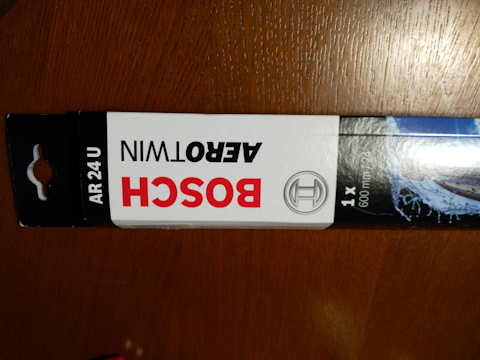 BOSCH
AEROTWIN
AR 24 U
1 x
600 mm/24"